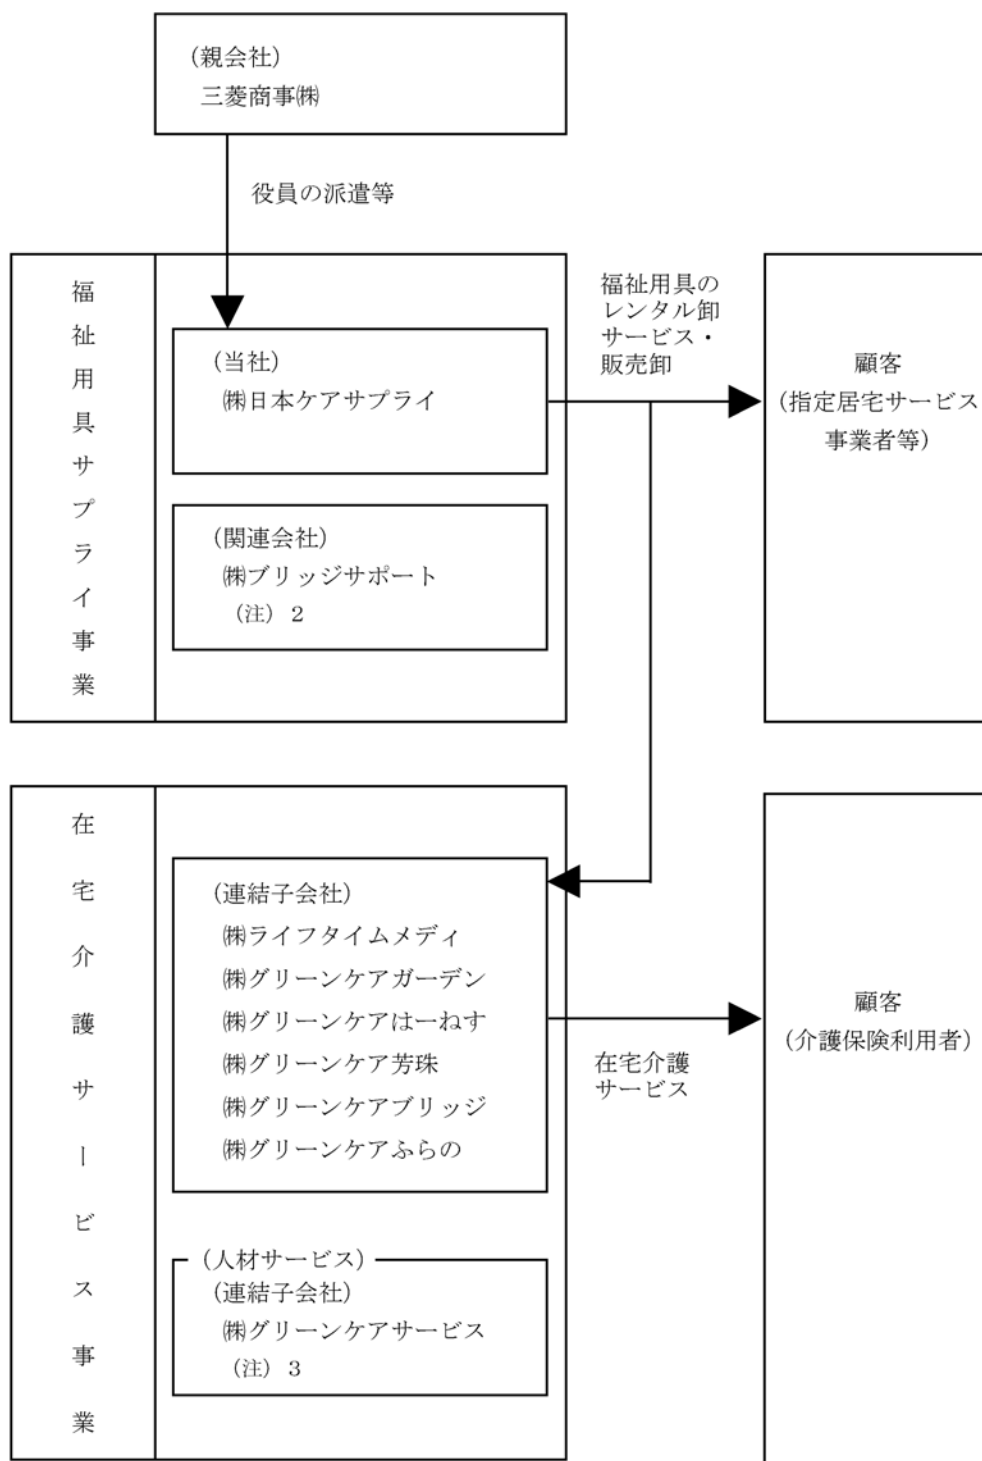 (親会社)
三菱商事㈱
役員の派遣等
福祉用具サプライ事業
(当社)
㈱日本ケアサプライ
(関連会社)
㈱ブリッジサポート
(注) 2
福祉用具の
レンタル卸
サービス・
販売卸
顧客
(指定居宅サービス
事業者等)
在宅介護サービス事業
(連結子会社)
㈱ライフタイムメディ
㈱グリーンケアガーデン
㈱グリーンケアはーねす
㈱グリーンケア芳珠
㈱グリーンケアブリッジ
㈱グリーンケアふらの
(人材サービス)
(連結子会社)
㈱グリーンケアサービス
(注) 3
在宅介護
サービス
顧客
(介護保険利用者)